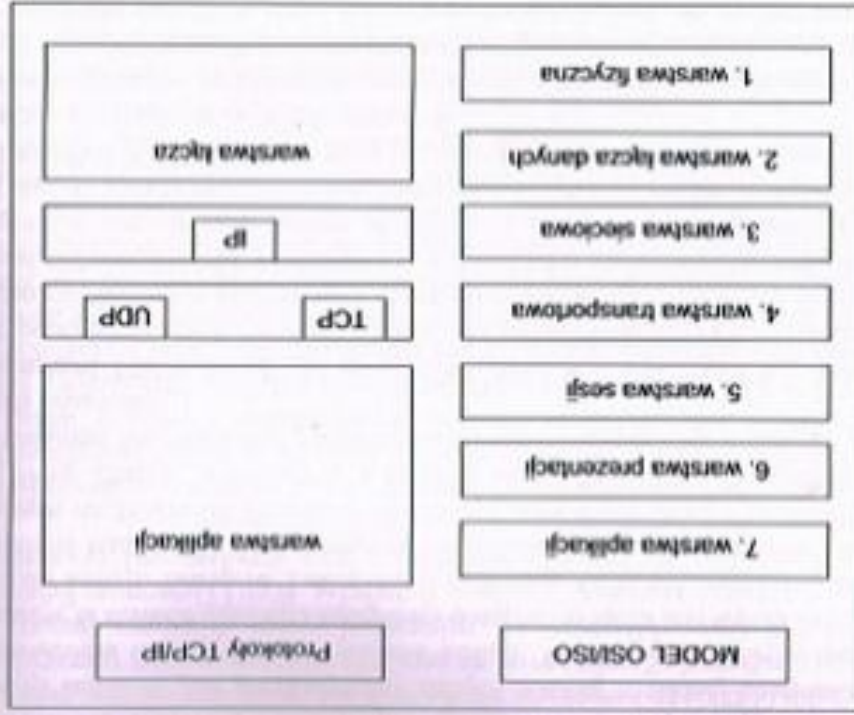 MODEL OSI/ISO
Protokoły TCP/IP
7. warstwa aplikacji
warstwa aplikacji
6. warstwa prezentacji
5. warstwa sesji
4. warstwa transportowa
TCP
UDP
3. warstwa sieciowa
IP
2. warstwa łącza danych
warstwa łącza
1. warstwa fizyczna